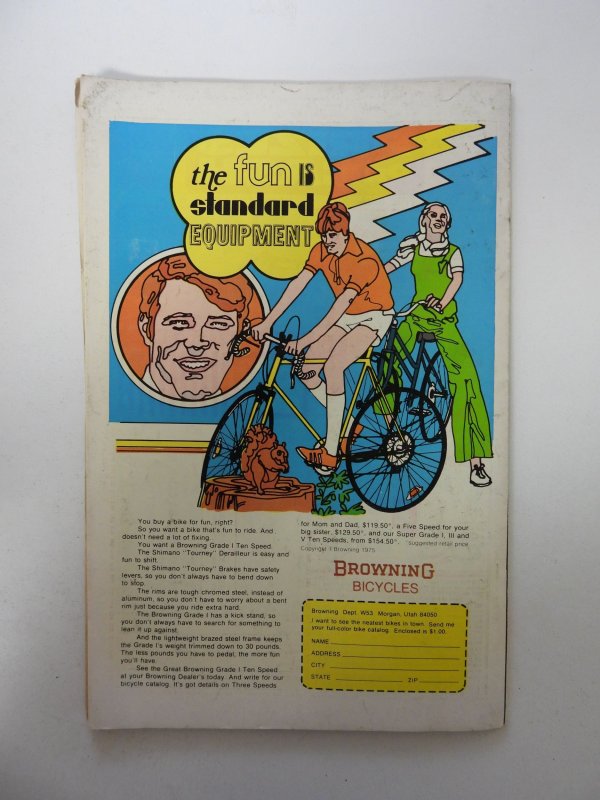 the fun IS
standard
EQUIPMENT
You buy a bike for fun, right?
So you want a bike that's fun to ride. And
doesn't need a lot of fixing.
You want a Browning Grade I Ten Speed.
The Shimano "Tourney" Derailleur is easy and
fun to shift.
The Shimano "Tourney" Brakes have safety
levers, so you don't always have to bend down
to stop.
The rims are tough chromed steel, instead of
aluminum, so you don't have to worry about a bent
rim just because you ride extra hard.
The Browning Grade I has a kick stand, so
you don't always have to search for something to
lean it up against.
And the lightweight brazed steel frame keeps
the Grade I's weight trimmed down to 30 pounds.
The less pounds you have to pedal, the more fun
you'll have.
See the Great Browning Grade I Ten Speed
at your Browning Dealer's today. And write for our
bicycle catalog. It's got details on Three Speeds
for Mom and Dad, $119.50*, a Five Speed for your
big sister, $129.50*, and our Super Grade I, III and
V Ten Speeds, from $154.50*. *suggested retail price
Copyright © Browning 1975
BROWNING
BICYCLES
Browning Dept. W53 Morgan, Utah 84050
I want to see the neatest bikes in town. Send me
your full-color bike catalog. Enclosed is $1.00.
NAME
ADDRESS
CITY
STATE ZIP